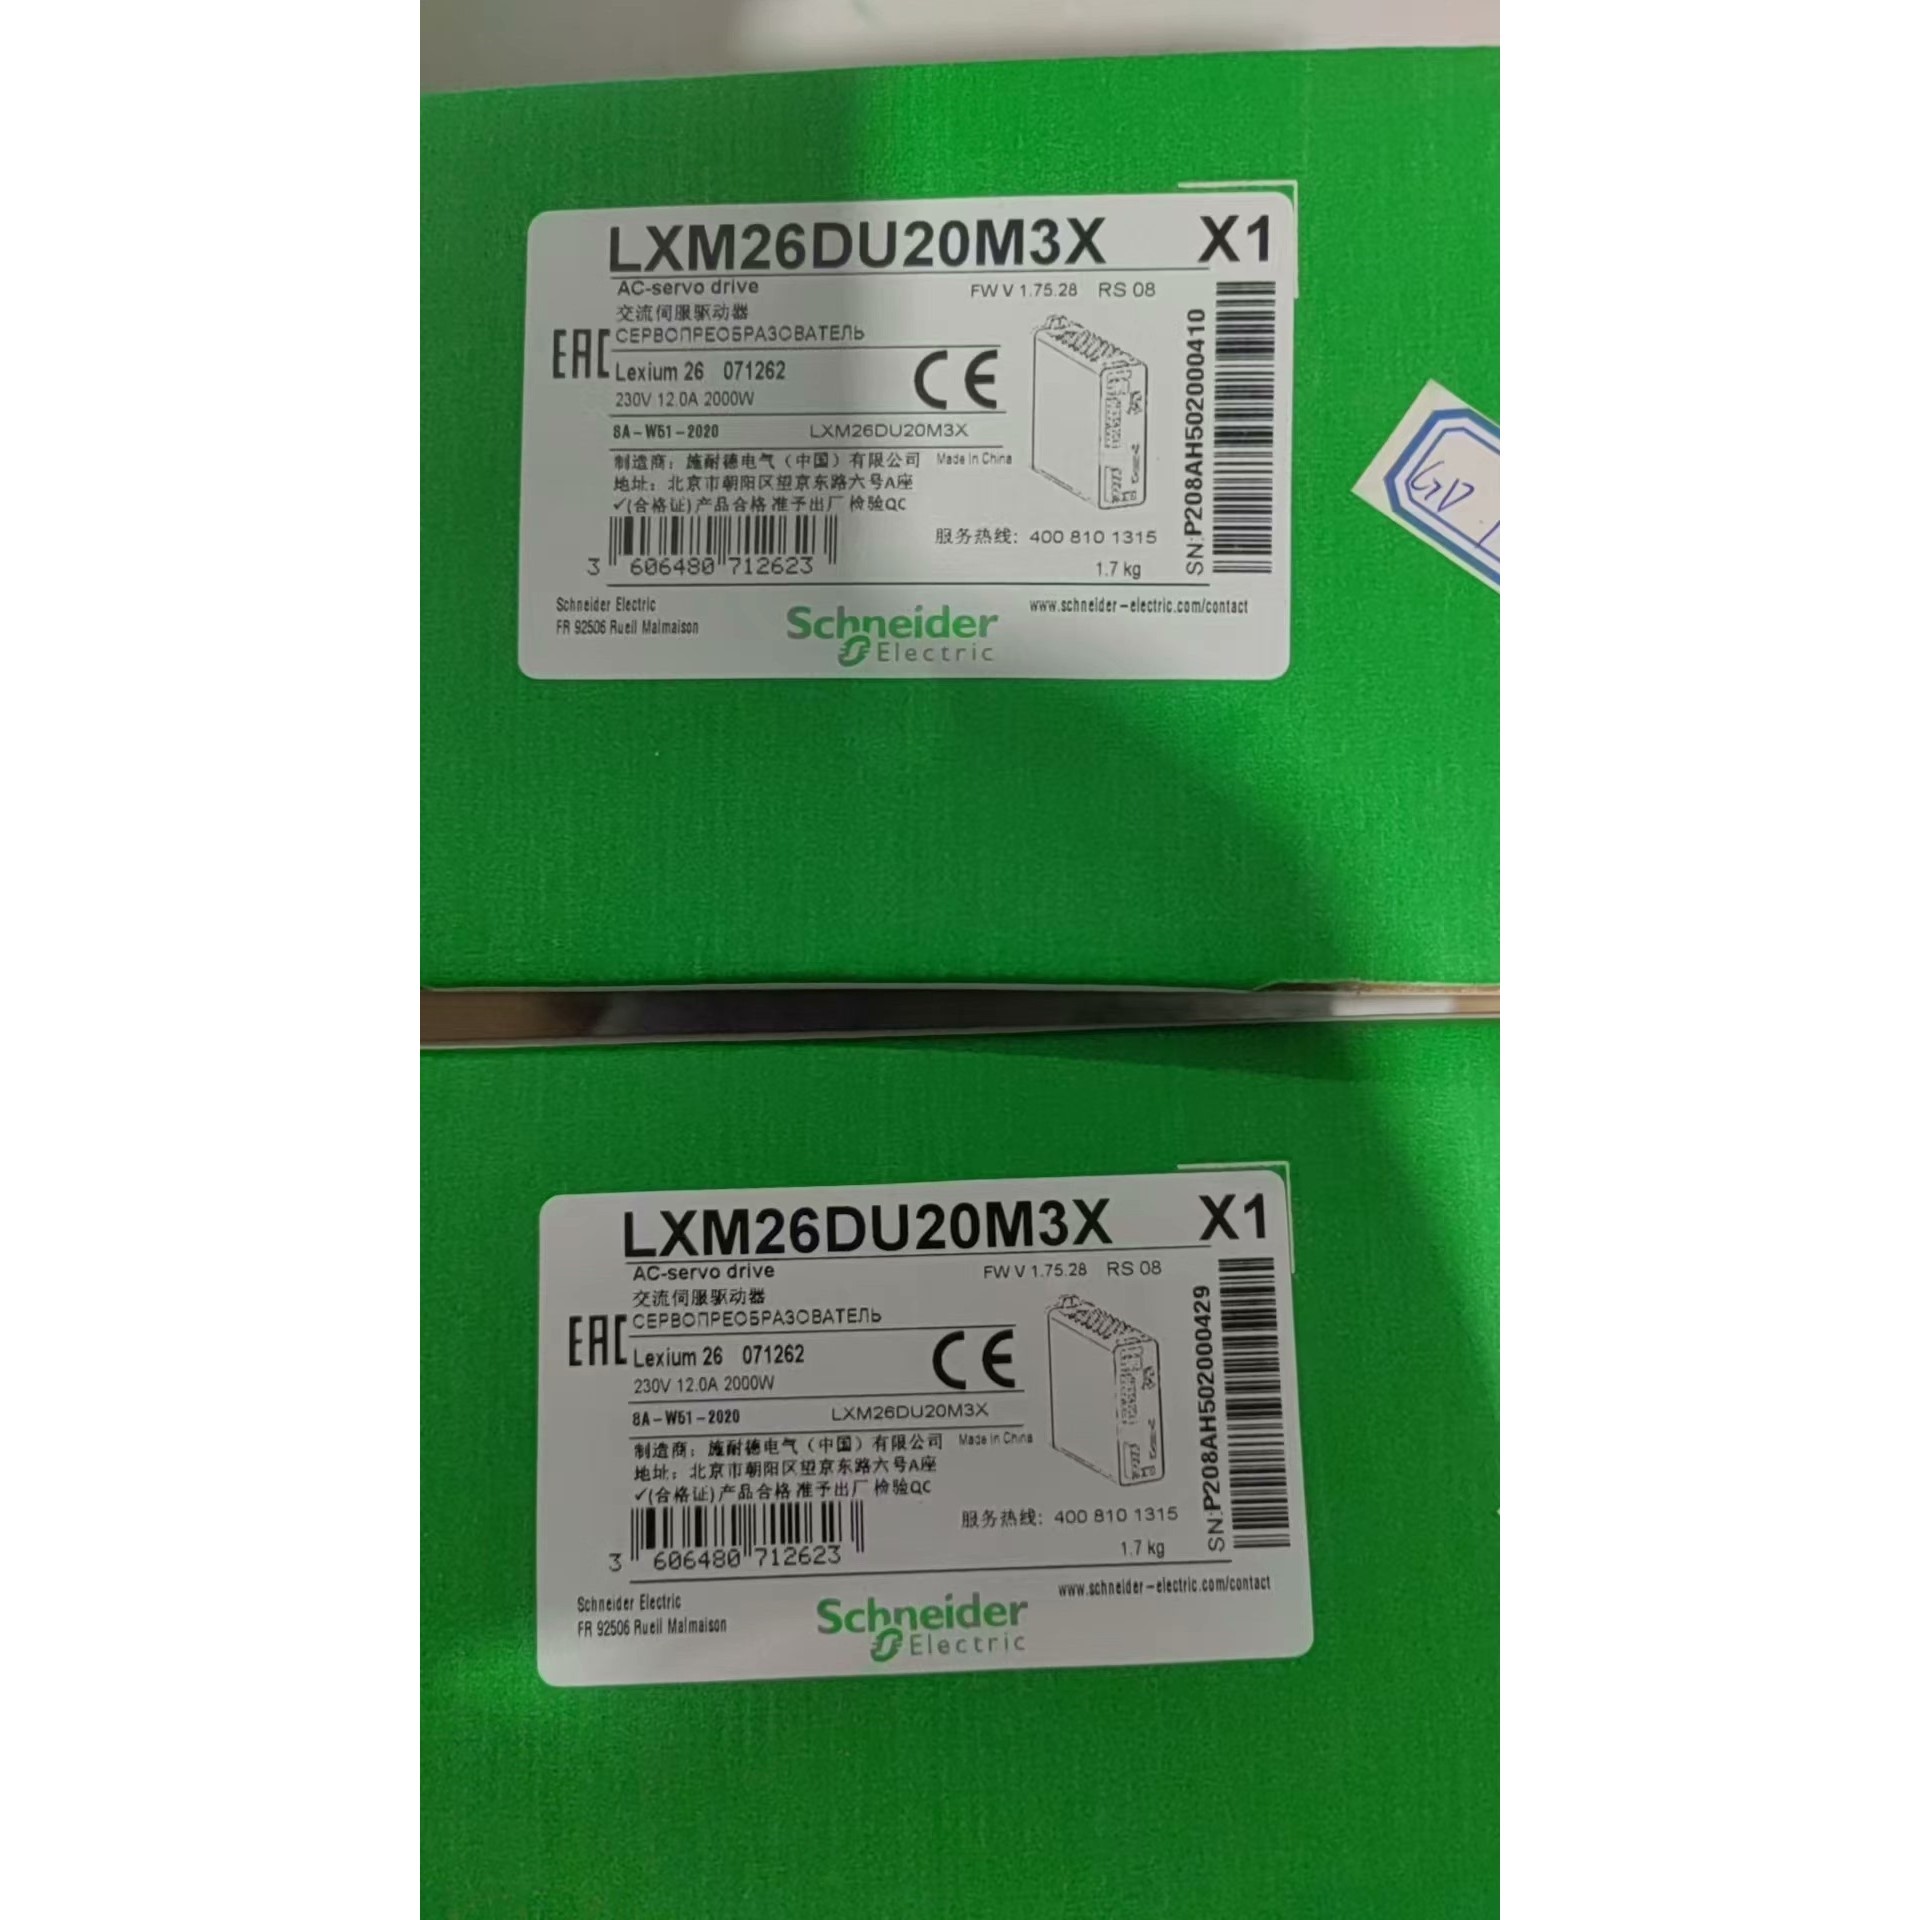 LXM26DU20M3X X1
AC-servo drive FW V 1.75.28 RS 08
交流伺服驱动器
СЕРВОПРЕОБРАЗОВАТЕЛЬ
EAC
Lexium 26 071262 CE
230V 12.0A 2000W
8A-W51-2020 LXM26DU20M3X
制造商：施耐德电气（中国）有限公司 Made In China
地址：北京市朝阳区望京东路六号A座
✓(合格证)产品合格 准予出厂 检验QC
服务热线: 400 810 1315
3 606480 712623 1.7 kg
SN:P208AH502000410
Schneider Electric
FR 92506 Rueil Malmaison
Schneider
Electric
www.schneider-electric.com/contact
GD
LXM26DU20M3X X1
AC-servo drive FW V 1.75.28 RS 08
交流伺服驱动器
СЕРВОПРЕОБРАЗОВАТЕЛЬ
EAC
Lexium 26 071262 CE
230V 12.0A 2000W
8A-W51-2020 LXM26DU20M3X
制造商：施耐德电气（中国）有限公司 Made In China
地址：北京市朝阳区望京东路六号A座
✓(合格证)产品合格 准予出厂 检验QC
服务热线: 400 810 1315
3 606480 712623 1.7 kg
SN:P208AH502000429
Schneider Electric
FR 92506 Rueil Malmaison
Schneider
Electric
www.schneider-electric.com/contact